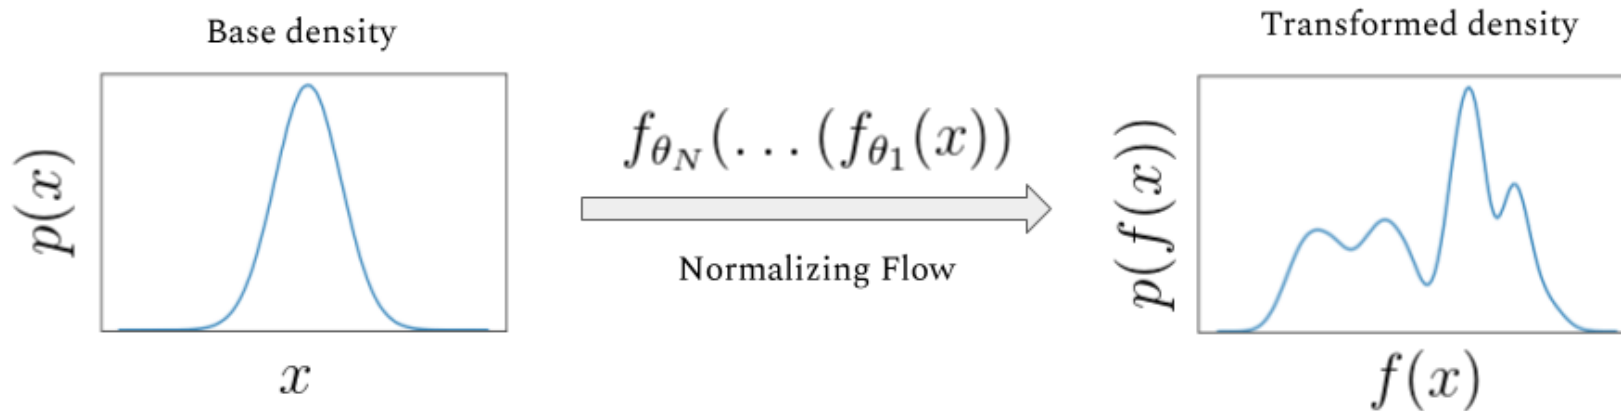 Base density
p(x)
x
f_{θ_N}(...(f_{θ_1}(x))
Normalizing Flow
Transformed density
p(f(x))
f(x)